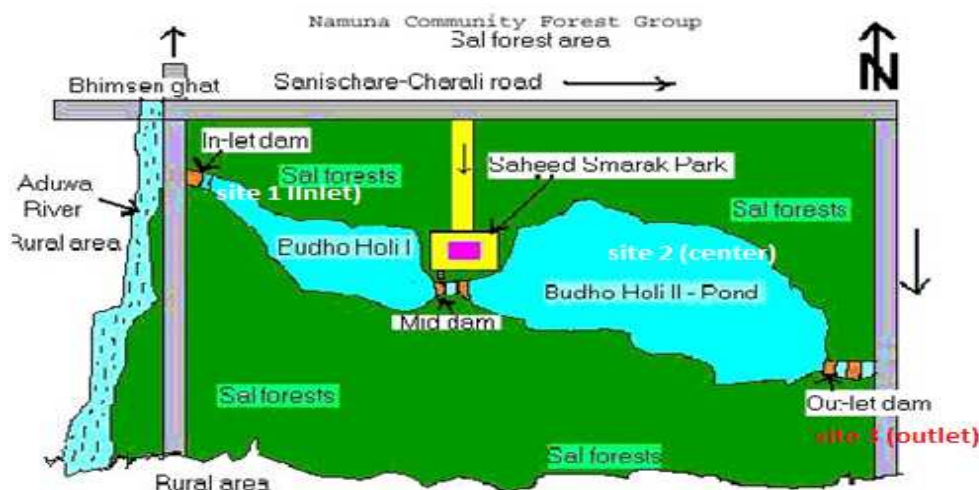 Namuna Community Forest Group
Sal forest area
N
Bhimsen ghat
Sanischare-Charali road
In-let dam
Saheed Smarak Park
Sal forests
site 1 IInlet)
Aduwa
River
Sal forests
Rural area
Budho Holi I
site 2 (center)
Budho Holi II - Pond
Mid dam
Sal forests
Out-let dam
site 3 (outlet)
Sal forests
Rural area